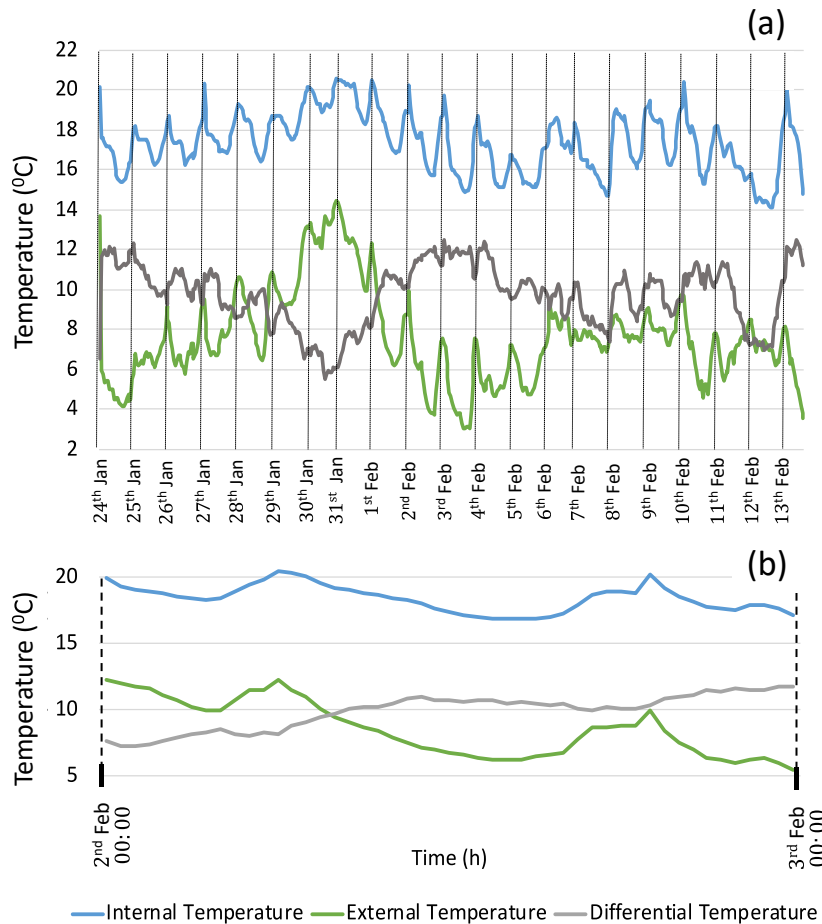 (a)
22
20
18
16
14
12
10
8
6
4
2
Temperature (⁰C)
24th Jan
25th Jan
26th Jan
27th Jan
28th Jan
29th Jan
30th Jan
31st Jan
1st Feb
2nd Feb
3rd Feb
4th Feb
5th Feb
6th Feb
7th Feb
8th Feb
9th Feb
10th Feb
11th Feb
12th Feb
13th Feb
(b)
20
15
10
5
Temperature (⁰C)
2nd Feb
00:00
Time (h)
3rd Feb
00:00
Internal Temperature
External Temperature
Differential Temperature